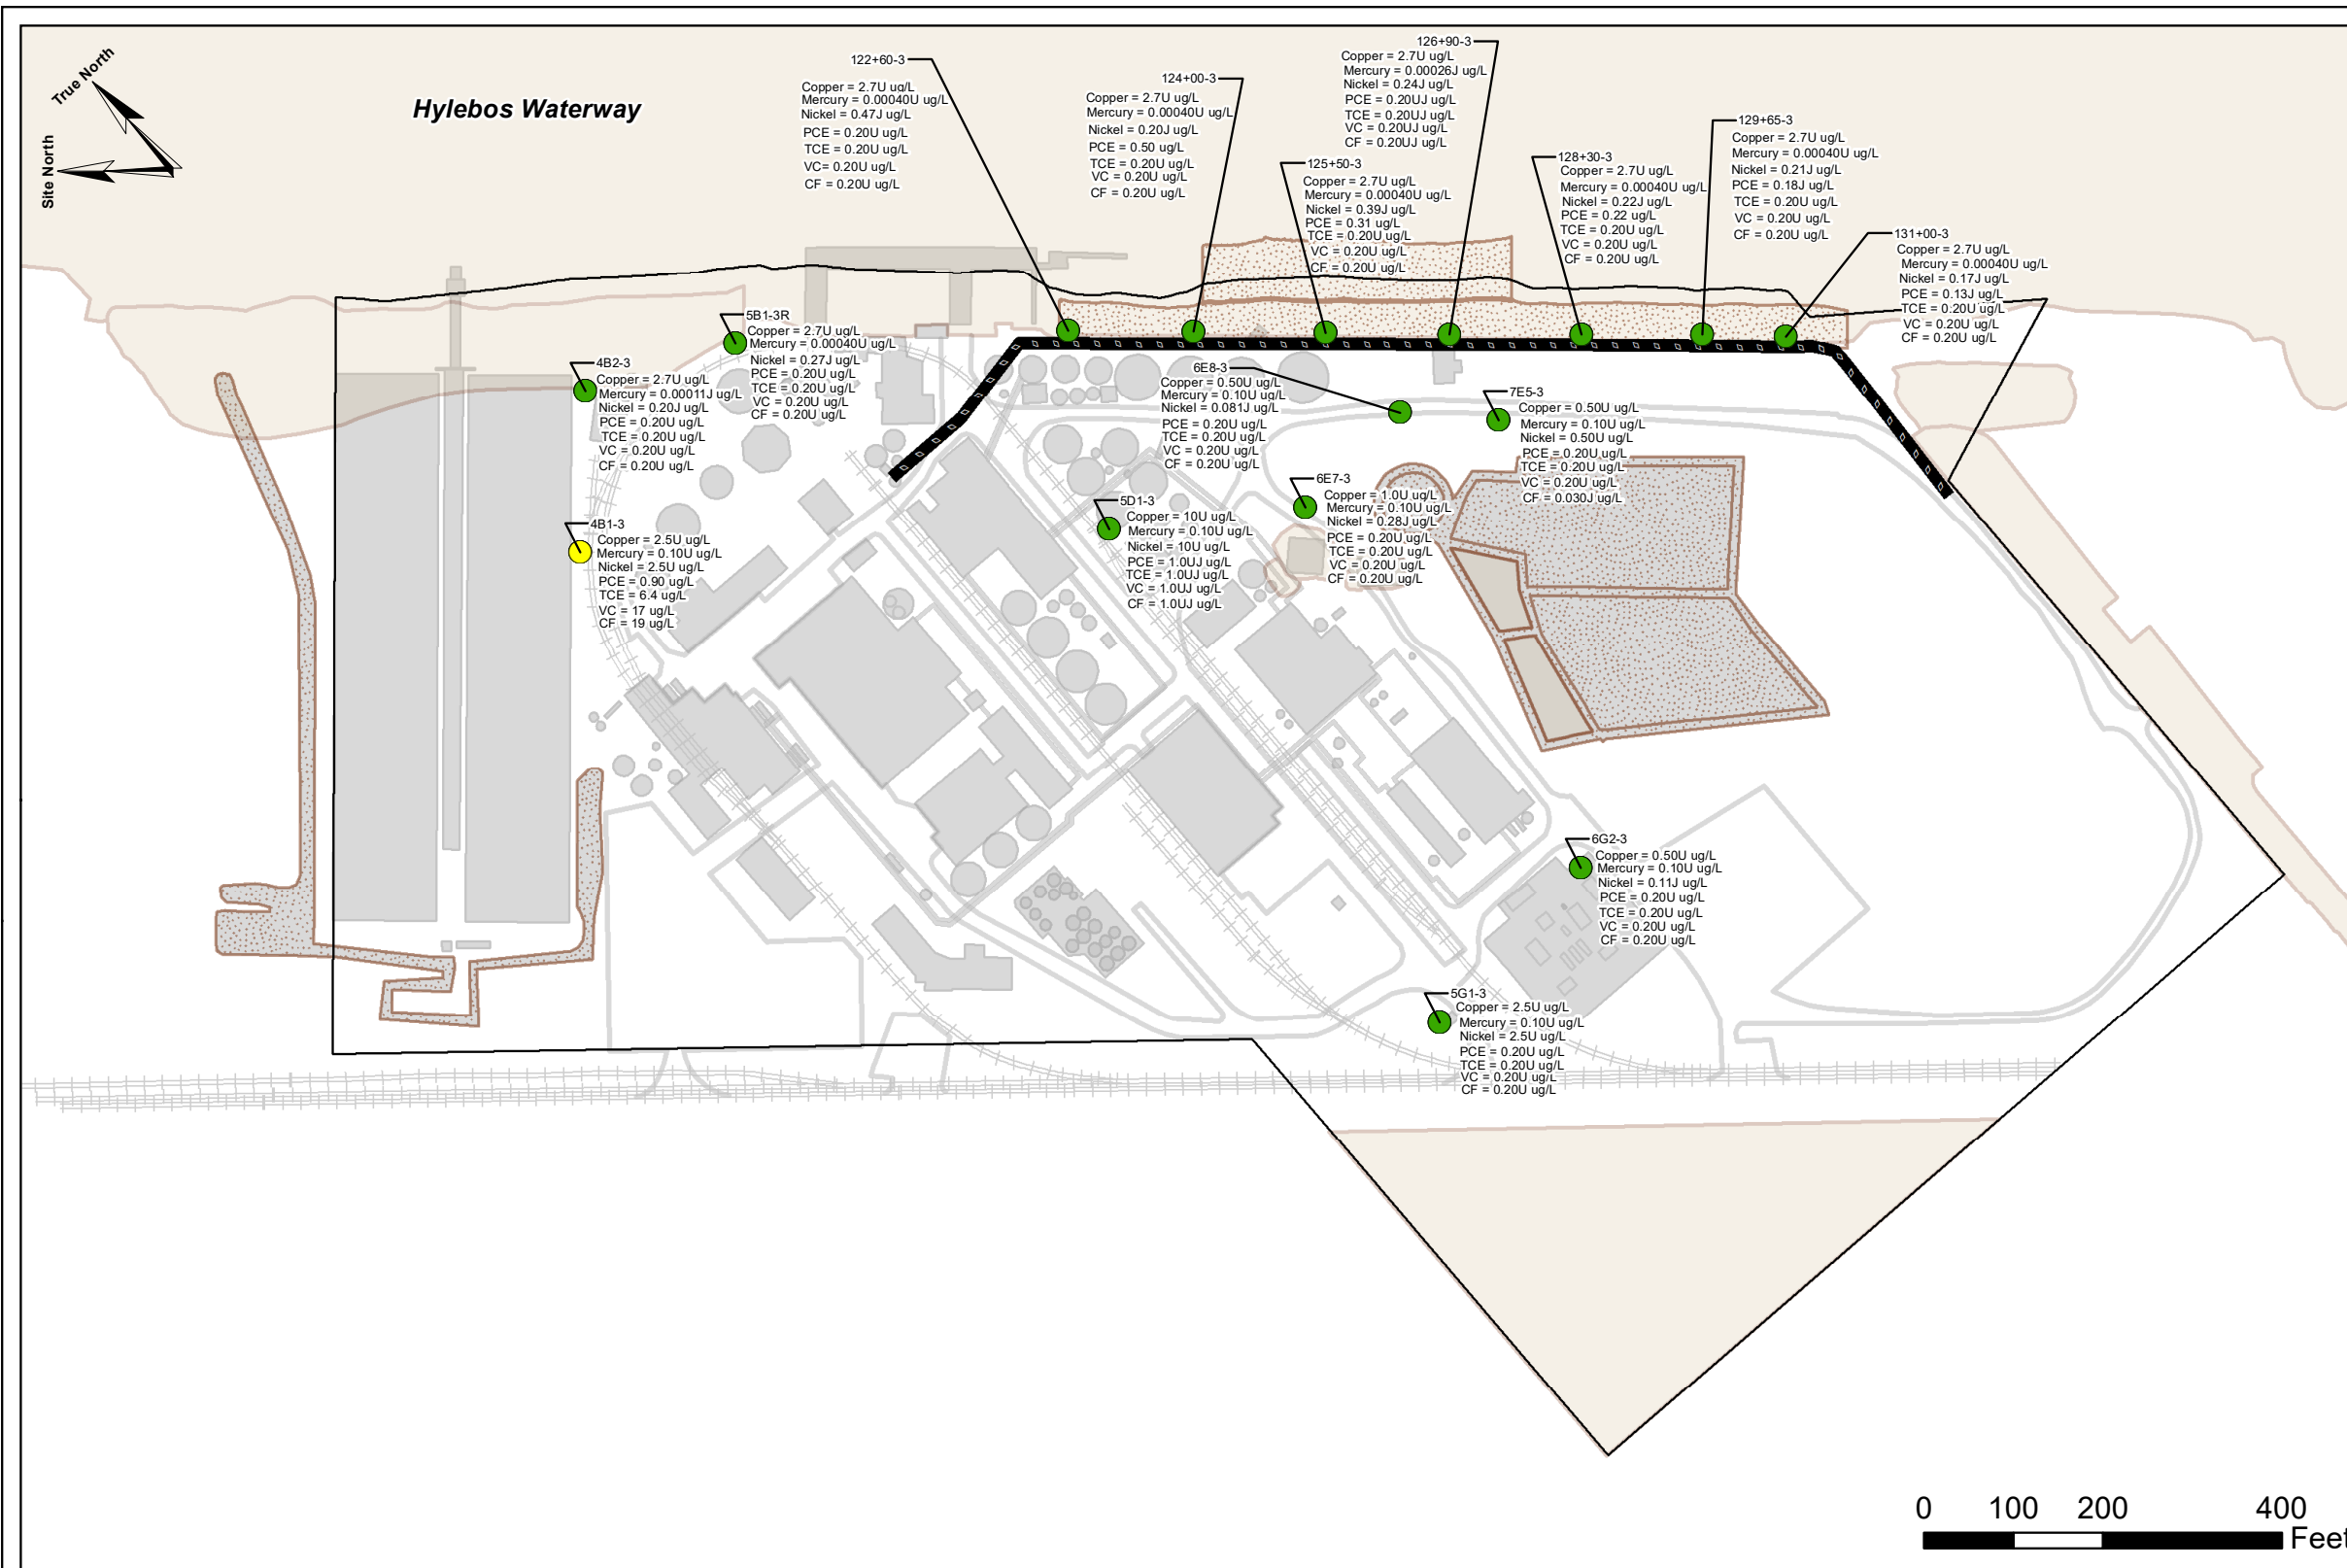 True North
Site North
Hylebos Waterway
122+60-3
Copper = 2.7U ug/L
Mercury = 0.00040U ug/L
Nickel = 0.47J ug/L
PCE = 0.20U ug/L
TCE = 0.20U ug/L
VC= 0.20U ug/L
CF = 0.20U ug/L
124+00-3
Copper = 2.7U ug/L
Mercury = 0.00040U ug/L
Nickel = 0.20J ug/L
PCE = 0.50 ug/L
TCE = 0.20U ug/L
VC = 0.20U ug/L
CF = 0.20U ug/L
126+90-3
Copper = 2.7U ug/L
Mercury = 0.00026J ug/L
Nickel = 0.24J ug/L
PCE = 0.20UJ ug/L
TCE = 0.20UJ ug/L
VC = 0.20UJ ug/L
CF = 0.20UJ ug/L
125+50-3
Copper = 2.7U ug/L
Mercury = 0.00040U ug/L
Nickel = 0.39J ug/L
PCE = 0.31 ug/L
TCE = 0.20U ug/L
VC = 0.20U ug/L
CF = 0.20U ug/L
128+30-3
Copper = 2.7U ug/L
Mercury = 0.00040U ug/L
Nickel = 0.22J ug/L
PCE = 0.22 ug/L
TCE = 0.20U ug/L
VC = 0.20U ug/L
CF = 0.20U ug/L
129+65-3
Copper = 2.7U ug/L
Mercury = 0.00040U ug/L
Nickel = 0.21J ug/L
PCE = 0.18J ug/L
TCE = 0.20U ug/L
VC = 0.20U ug/L
CF = 0.20U ug/L
131+00-3
Copper = 2.7U ug/L
Mercury = 0.00040U ug/L
Nickel = 0.17J ug/L
PCE = 0.13J ug/L
TCE = 0.20U ug/L
VC = 0.20U ug/L
CF = 0.20U ug/L
5B1-3R
Copper = 2.7U ug/L
Mercury = 0.00040U ug/L
Nickel = 0.27J ug/L
PCE = 0.20U ug/L
TCE = 0.20U ug/L
VC = 0.20U ug/L
CF = 0.20U ug/L
4B2-3
Copper = 2.7U ug/L
Mercury = 0.00011J ug/L
Nickel = 0.20J ug/L
PCE = 0.20U ug/L
TCE = 0.20U ug/L
VC = 0.20U ug/L
CF = 0.20U ug/L
6E8-3
Copper = 0.50U ug/L
Mercury = 0.10U ug/L
Nickel = 0.081J ug/L
PCE = 0.20U ug/L
TCE = 0.20U ug/L
VC = 0.20U ug/L
CF = 0.20U ug/L
7E5-3
Copper = 0.50U ug/L
Mercury = 0.10U ug/L
Nickel = 0.50U ug/L
PCE = 0.20U ug/L
TCE = 0.20U ug/L
VC = 0.20U ug/L
CF = 0.030J ug/L
6E7-3
Copper = 1.0U ug/L
Mercury = 0.10U ug/L
Nickel = 0.28J ug/L
PCE = 0.20U ug/L
TCE = 0.20U ug/L
VC = 0.20U ug/L
CF = 0.20U ug/L
5D1-3
Copper = 10U ug/L
Mercury = 0.10U ug/L
Nickel = 10U ug/L
PCE = 1.0UJ ug/L
TCE = 1.0UJ ug/L
VC = 1.0UJ ug/L
CF = 1.0UJ ug/L
4B1-3
Copper = 2.5U ug/L
Mercury = 0.10U ug/L
Nickel = 2.5U ug/L
PCE = 0.90 ug/L
TCE = 6.4 ug/L
VC = 17 ug/L
CF = 19 ug/L
6G2-3
Copper = 0.50U ug/L
Mercury = 0.10U ug/L
Nickel = 0.11J ug/L
PCE = 0.20U ug/L
TCE = 0.20U ug/L
VC = 0.20U ug/L
CF = 0.20U ug/L
5G1-3
Copper = 2.5U ug/L
Mercury = 0.10U ug/L
Nickel = 2.5U ug/L
PCE = 0.20U ug/L
TCE = 0.20U ug/L
VC = 0.20U ug/L
CF = 0.20U ug/L
0 100 200 400
Feet